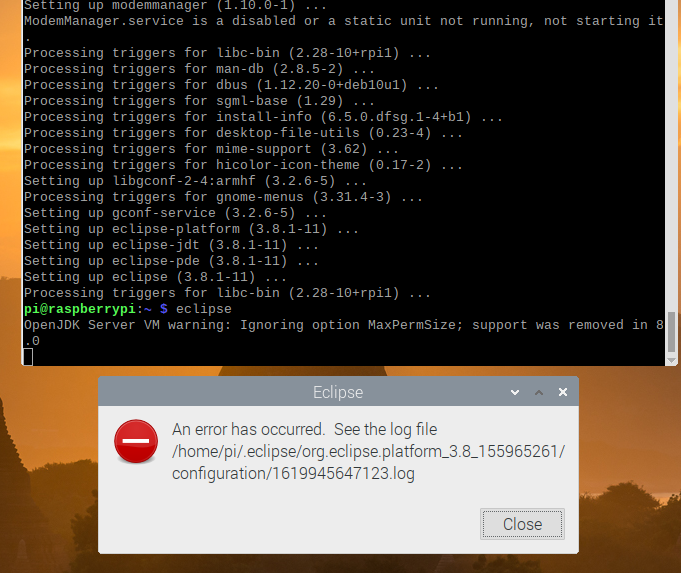 Setting up modemmanager (1.10.0-1) ...
ModemManager.service is a disabled or a static unit not running, not starting it
.
Processing triggers for libc-bin (2.28-10+rpi1) ...
Processing triggers for man-db (2.8.5-2) ...
Processing triggers for dbus (1.12.20-0+deb10u1) ...
Processing triggers for sgml-base (1.29) ...
Processing triggers for install-info (6.5.0.dfsg.1-4+b1) ...
Processing triggers for desktop-file-utils (0.23-4) ...
Processing triggers for mime-support (3.62) ...
Processing triggers for hicolor-icon-theme (0.17-2) ...
Setting up libgconf-2-4:armhf (3.2.6-5) ...
Processing triggers for gnome-menus (3.31.4-3) ...
Setting up gconf-service (3.2.6-5) ...
Setting up eclipse-platform (3.8.1-11) ...
Setting up eclipse-jdt (3.8.1-11) ...
Setting up eclipse-pde (3.8.1-11) ...
Setting up eclipse (3.8.1-11) ...
Processing triggers for libc-bin (2.28-10+rpi1) ...
pi@raspberrypi:~ $ eclipse
OpenJDK Server VM warning: Ignoring option MaxPermSize; support was removed in 8
.0
Eclipse
An error has occurred. See the log file
/home/pi/.eclipse/org.eclipse.platform_3.8_155965261/
configuration/1619945647123.log
Close